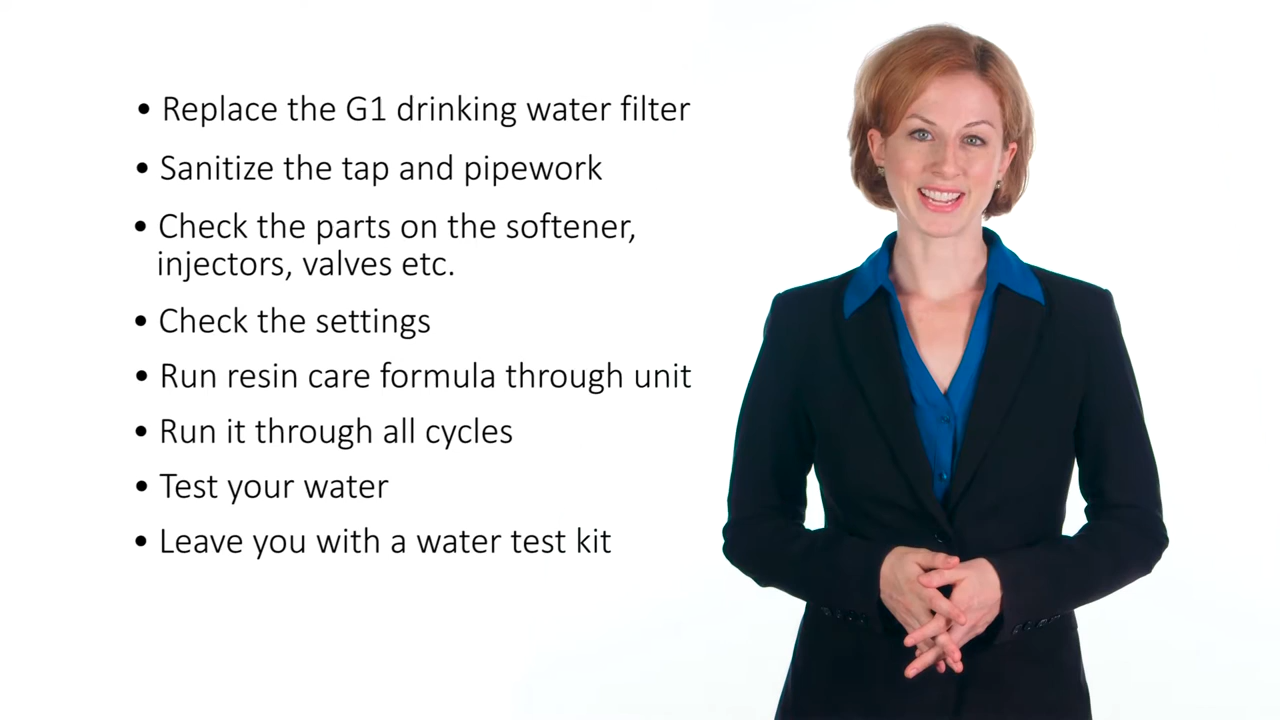 • Replace the G1 drinking water filter
• Sanitize the tap and pipework
• Check the parts on the softener,
injectors, valves etc.
• Check the settings
• Run resin care formula through unit
• Run it through all cycles
• Test your water
• Leave you with a water test kit